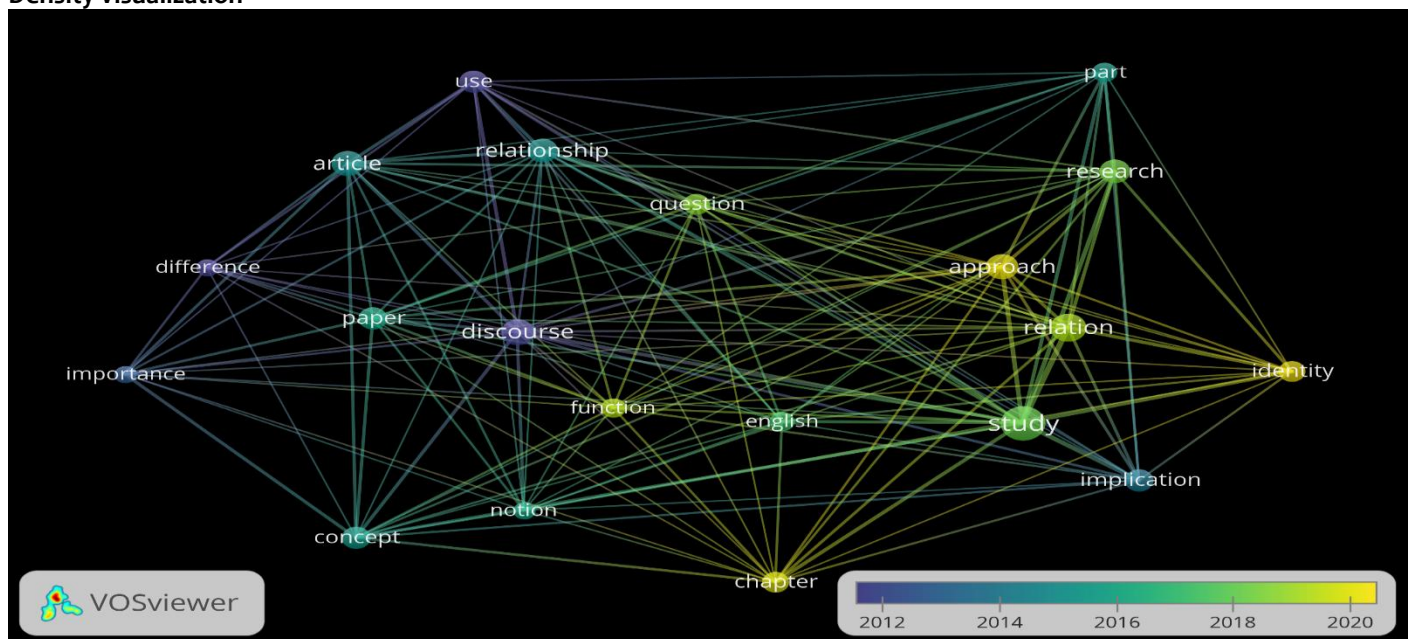 Density visualization
use
part
relationship
article
research
question
difference
approach
paper
discourse
relation
importance
identity
function
english
study
implication
notion
concept
chapter
VOSviewer
2012
2014
2016
2018
2020